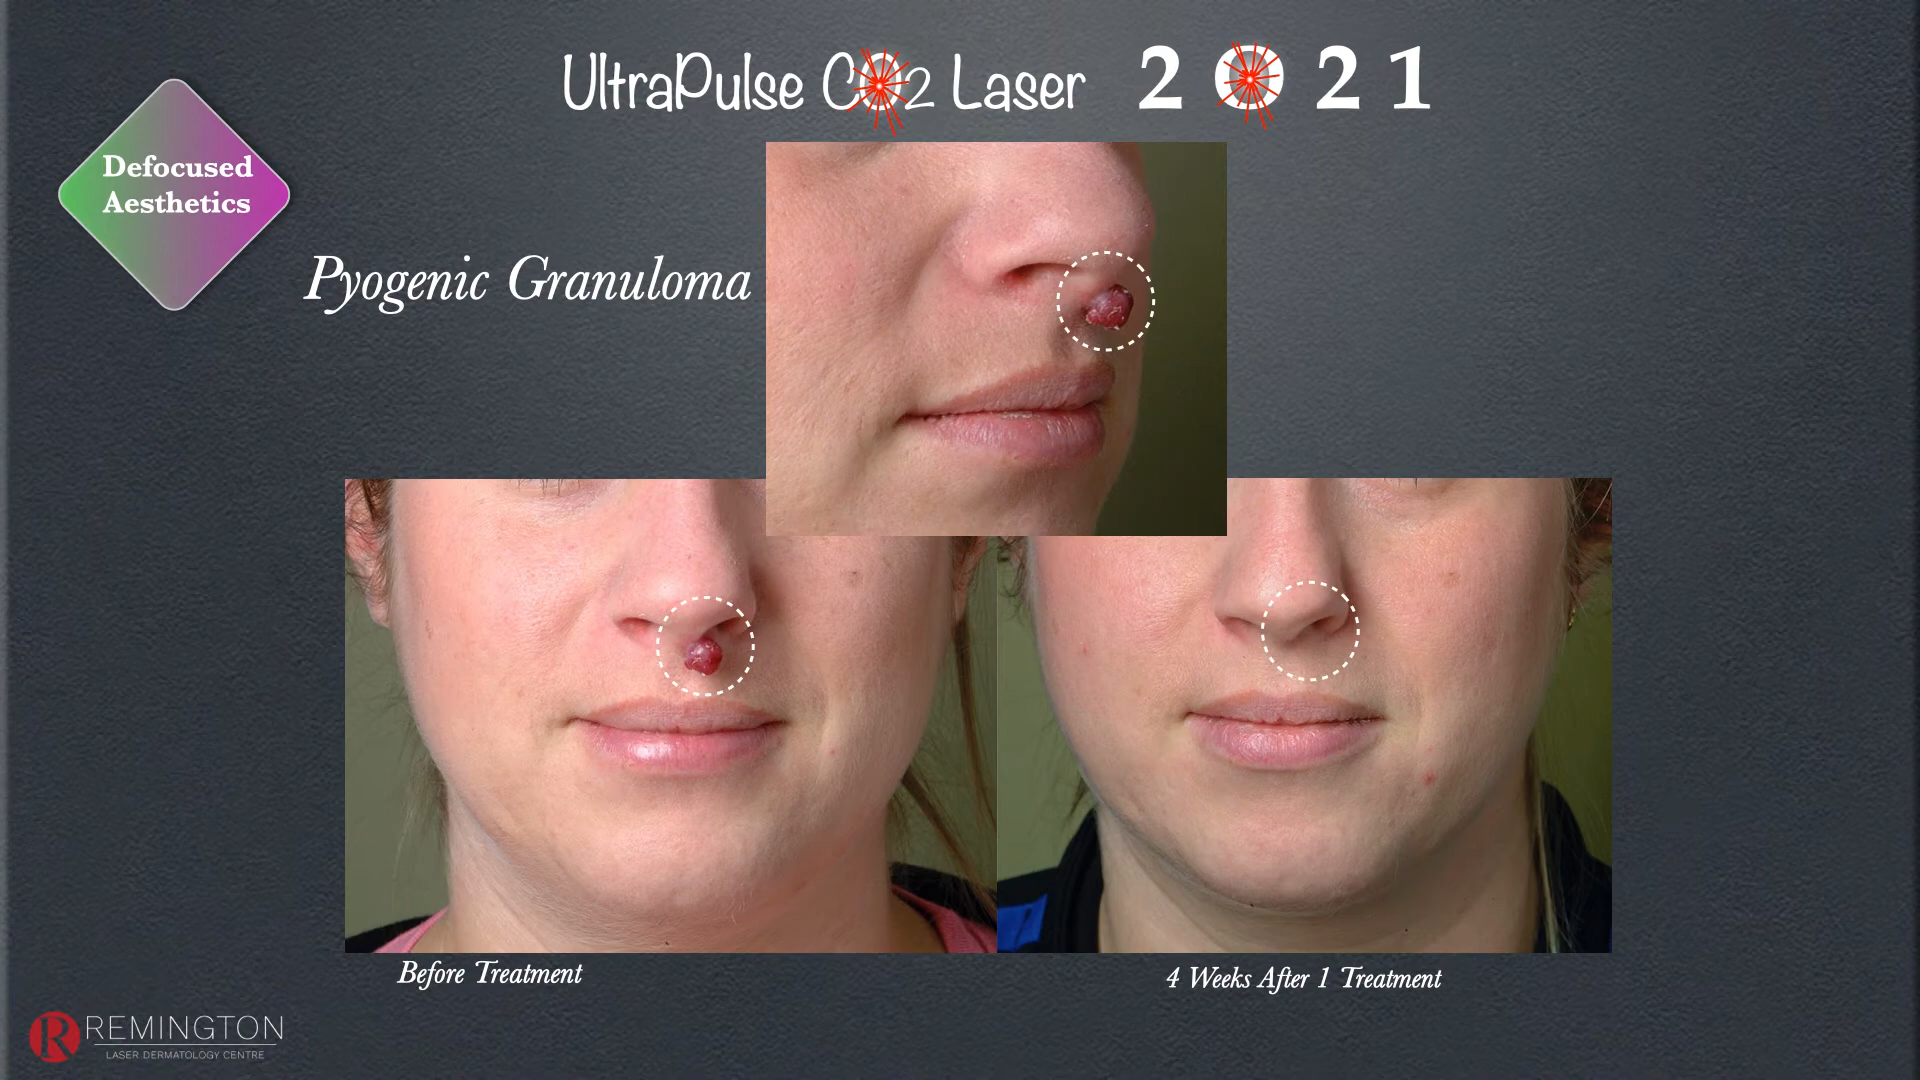 UltraPulse CO2 Laser 2021
Defocused
Aesthetics
Pyogenic Granuloma
Before Treatment
4 Weeks After 1 Treatment
R REMINGTON
LASER DERMATOLOGY CENTRE